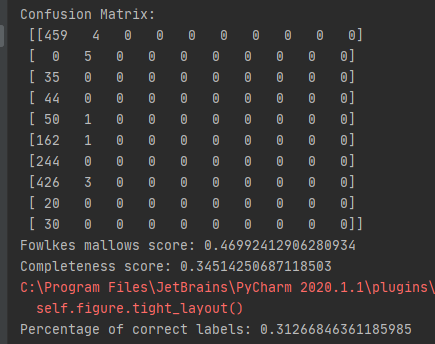 Confusion Matrix:
[[459 4 0 0 0 0 0 0 0 0]
[ 0 5 0 0 0 0 0 0 0 0]
[ 35 0 0 0 0 0 0 0 0 0]
[ 44 0 0 0 0 0 0 0 0 0]
[ 50 1 0 0 0 0 0 0 0 0]
[162 1 0 0 0 0 0 0 0 0]
[244 0 0 0 0 0 0 0 0 0]
[426 3 0 0 0 0 0 0 0 0]
[ 20 0 0 0 0 0 0 0 0 0]
[ 30 0 0 0 0 0 0 0 0 0]]
Fowlkes mallows score: 0.46992412906280934
Completeness score: 0.34514250687118503
C:\Program Files\JetBrains\PyCharm 2020.1.1\plugins\
self.figure.tight_layout()
Percentage of correct labels: 0.31266846361185985